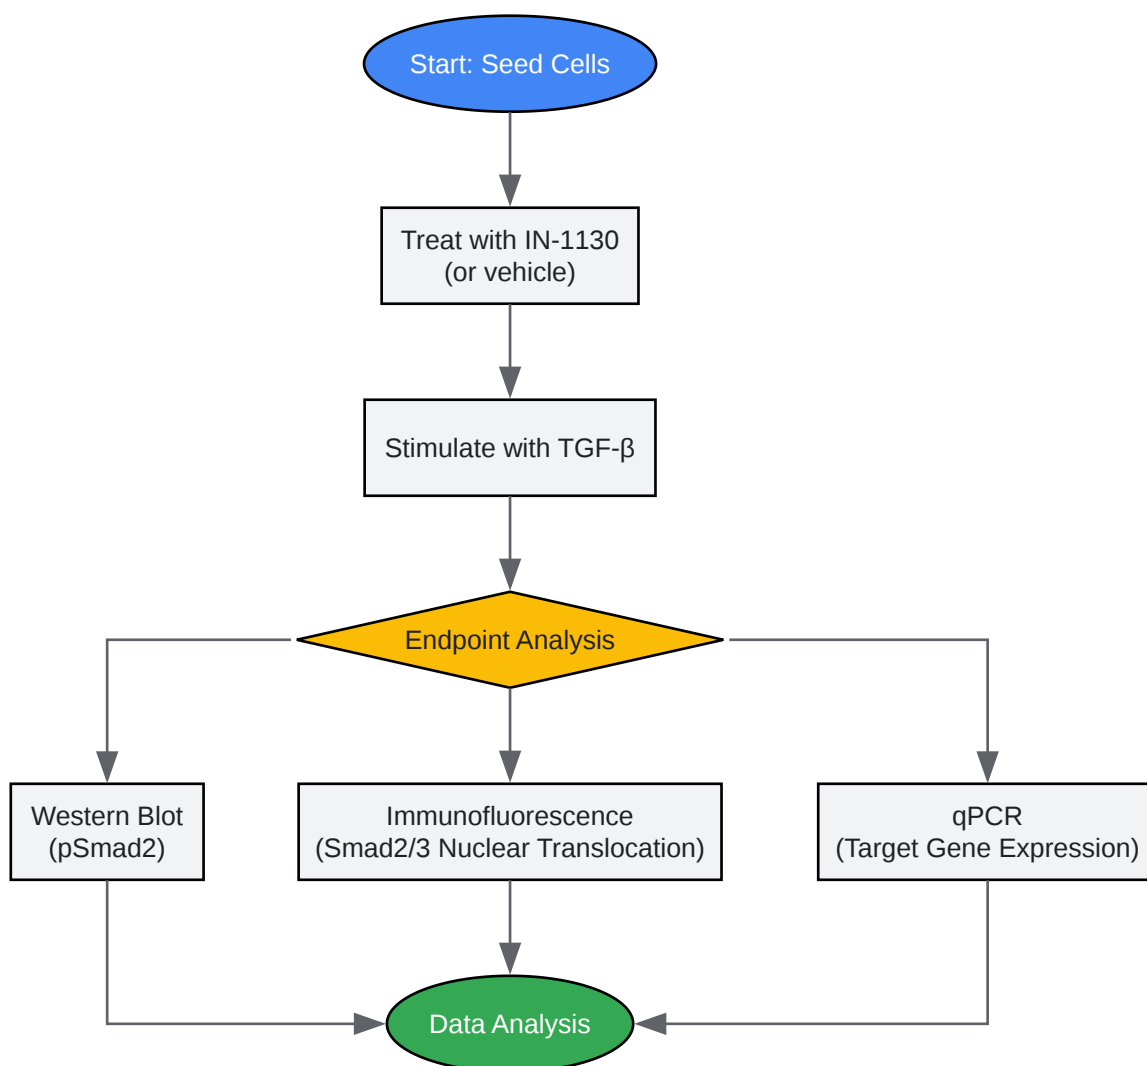 Start: Seed Cells
Treat with IN-1130
(or vehicle)
Stimulate with TGF-β
Endpoint Analysis
Western Blot
(pSmad2)
Immunofluorescence
(Smad2/3 Nuclear Translocation)
qPCR
(Target Gene Expression)
Data Analysis